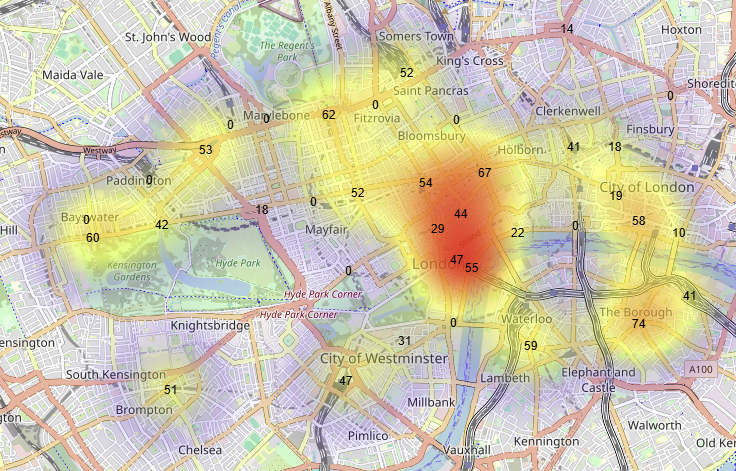 St. John's Wood
Regent's Canal
The Regent's
Park
Albany Street
Somers Town
14
Hoxton
Maida Vale
52
King's Cross
Saint Pancras
0
Shoreditch
0
Marylebone
62
Fitzrovia
0
Clerkenwell
0
Finsbury
Westway
Westway
53
Bloomsbury
Holborn
41
18
Paddington
0
52
54
67
City of London
19
Bayswater
0
42
18
0
44
58
Hill
60
Mayfair
29
22
0
10
Kensington
Gardens
Hyde Park
0
London
47
55
Hyde Park Corner
41
Hyde Park Corner
The Borough
74
Knightsbridge
0
Waterloo
31
59
South Kensington
City of Westminster
Elephant and
Castle
A100
51
47
Lambeth
Brompton
Millbank
Walworth
Chelsea
Pimlico
Kennington
Vauxhall